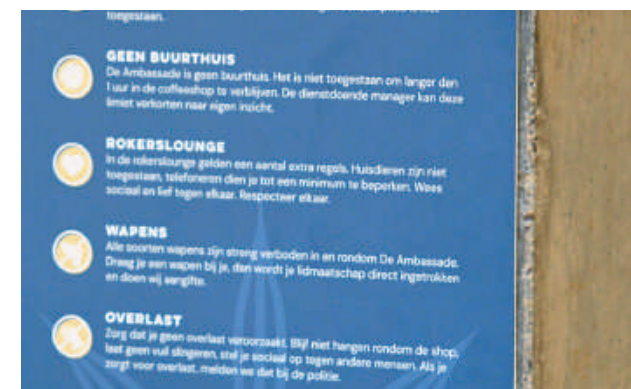 toegestaan.
GEEN BUURTHUIS
De Ambassade is geen buurthuis. Het is niet toegestaan om langer dan
1 uur in de coffeeshop te verblijven. De dienstdoende manager kan deze
limiet verkorten naar eigen inzicht.
ROKERSLOUNGE
In de rokerslounge gelden een aantal extra regels. Huisdieren zijn niet
toegestaan, telefoneren dien je tot een minimum te beperken. Wees
sociaal en lief tegen elkaar. Respecteer elkaar.
WAPENS
Alle soorten wapens zijn streng verboden in en rondom De Ambassade.
Draag je een wapen bij je, dan wordt je lidmaatschap direct ingetrokken
en doen wij aangifte.
OVERLAST
Zorg dat je geen overlast veroorzaakt. Blijf niet hangen rondom de shop,
laat geen vuil slingeren, stel je sociaal op tegen andere mensen. Als je
zorgt voor overlast, melden we dat bij de politie.